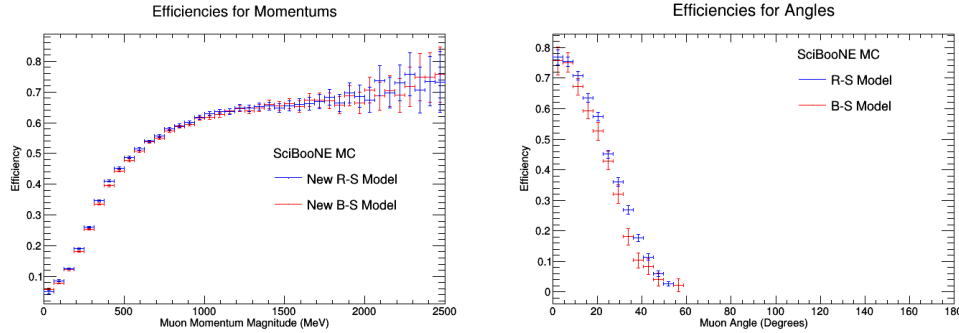 Efficiencies for Momentums
Efficiency
0.8
0.7
0.6
0.5
0.4
0.3
0.2
0.1
SciBooNE MC
New R-S Model
New B-S Model
0
500
1000
1500
2000
2500
Muon Momentum Magnitude (MeV)
Efficiencies for Angles
Efficiency
0.8
0.7
0.6
0.5
0.4
0.3
0.2
0.1
0
SciBooNE MC
R-S Model
B-S Model
0
20
40
60
80
100
120
140
160
180
Muon Angle (Degrees)